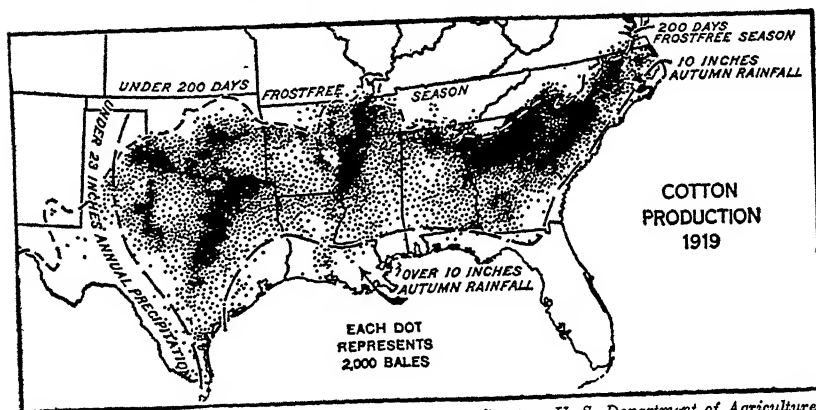 200 DAYS
FROSTFREE SEASON
10 INCHES
AUTUMN RAINFALL
UNDER 200 DAYS FROSTFREE SEASON
UNDER 23 INCHES ANNUAL PRECIPITATION
COTTON
PRODUCTION
1919
OVER 10 INCHES
AUTUMN RAINFALL
EACH DOT
REPRESENTS
2,000 BALES
U. S. Department of Agriculture